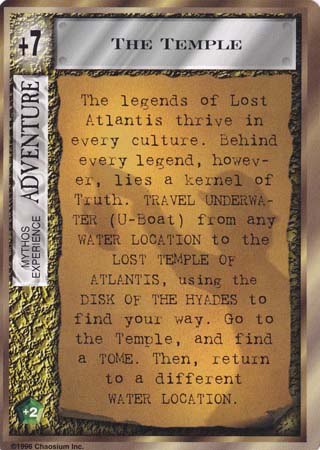 +7
THE TEMPLE
MYTHOS
EXPERIENCE
ADVENTURE
The legends of Lost
Atlantis thrive in
every culture. Behind
every legend, howev-
er, lies a kernel of
Truth. TRAVEL UNDERWA-
TER (U-Boat) from any
WATER LOCATION to the
LOST TEMPLE OF
ATLANTIS, using the
DISK OF THE HYADES to
find your way. Go to
the Temple, and find
a TOME. Then, return
to a different
WATER LOCATION.
+2
©1996 Chaosium Inc.